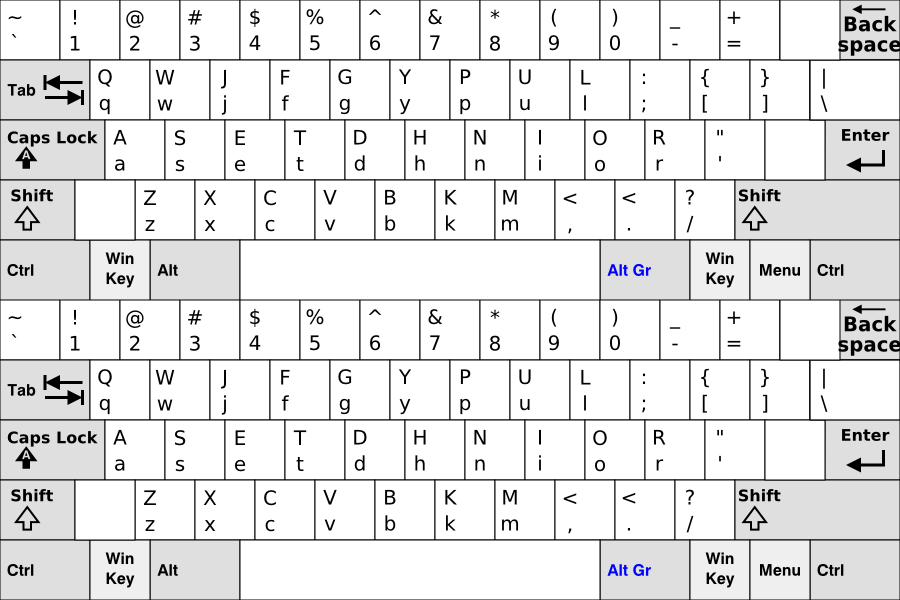 ~ ! @ # $ % ^ & * ( ) _ + Back
` 1 2 3 4 5 6 7 8 9 0 - = space
Tab Q W J F G Y P U L : { } |
q w j f g y p u l ; [ ] \
Caps Lock A S E T D H N I O R " Enter
A a s e t d h n i o r '
Shift Z X C V B K M < < ? Shift
z x c v b k m , . /
Ctrl Win Key Alt Alt Gr Win Key Menu Ctrl
~ ! @ # $ % ^ & * ( ) _ + Back
` 1 2 3 4 5 6 7 8 9 0 - = space
Tab Q W J F G Y P U L : { } |
q w j f g y p u l ; [ ] \
Caps Lock A S E T D H N I O R " Enter
A a s e t d h n i o r '
Shift Z X C V B K M < < ? Shift
z x c v b k m , . /
Ctrl Win Key Alt Alt Gr Win Key Menu Ctrl